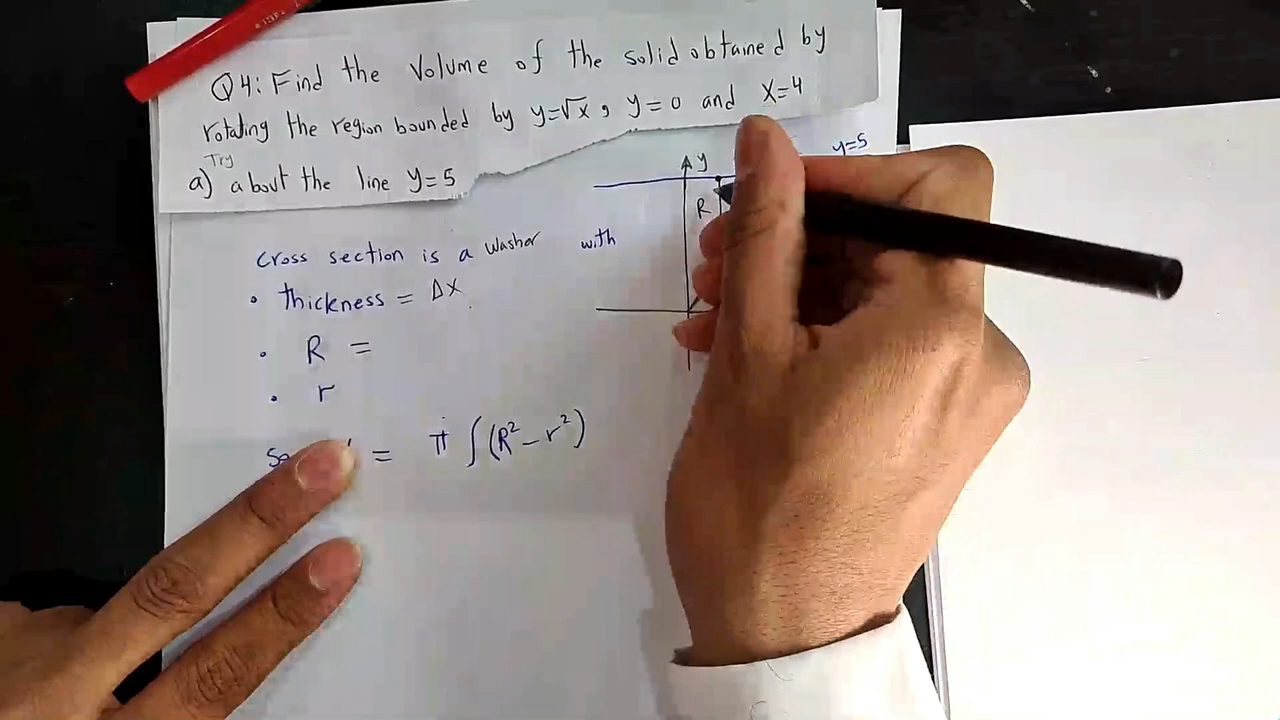 Q4: Find the Volume of the solid obtained by
rotating the region bounded by y=√x, y=0 and x=4
Try
a) about the line y=5
y
y=5
R
Cross section is a washer with
• thickness = Δx
• R =
• r
So = π ∫(R² - r²)